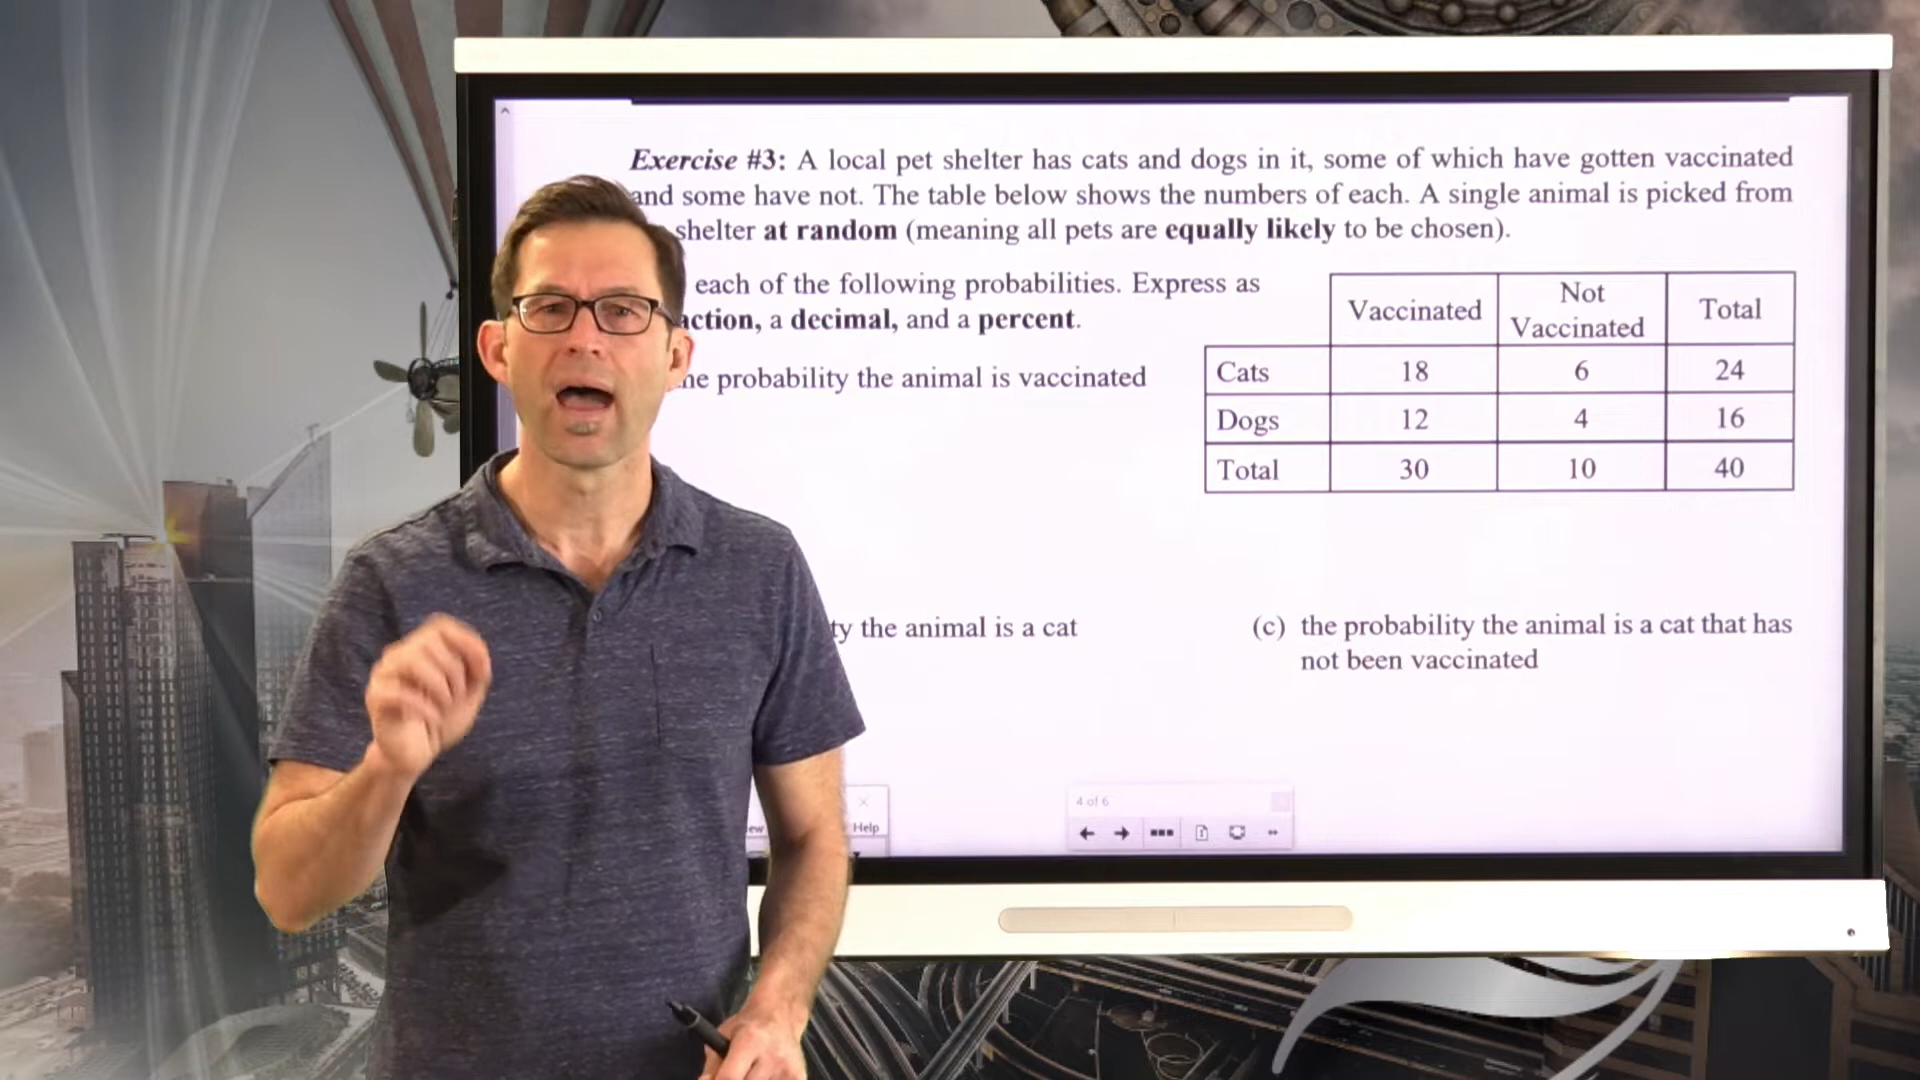 Exercise #3: A local pet shelter has cats and dogs in it, some of which have gotten vaccinated
and some have not. The table below shows the numbers of each. A single animal is picked from
shelter at random (meaning all pets are equally likely to be chosen).
each of the following probabilities. Express as
a decimal, and a percent.
probability the animal is vaccinated
Vaccinated Not Vaccinated Total
Cats 18 6 24
Dogs 12 4 16
Total 30 10 40
the animal is a cat
(c) the probability the animal is a cat that has
not been vaccinated
Help
4 of 6